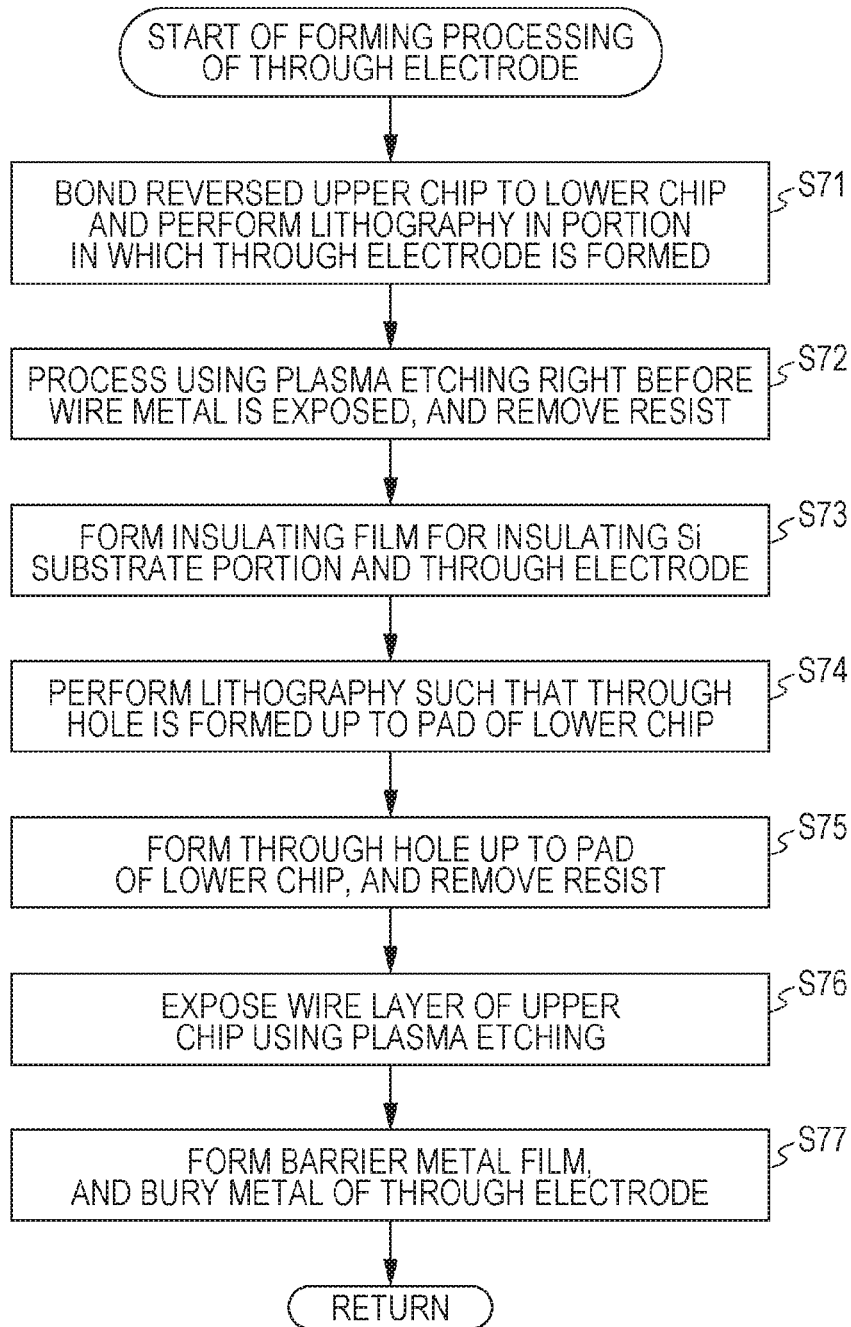 START OF FORMING PROCESSING
OF THROUGH ELECTRODE
BOND REVERSED UPPER CHIP TO LOWER CHIP
AND PERFORM LITHOGRAPHY IN PORTION
IN WHICH THROUGH ELECTRODE IS FORMED
S71
PROCESS USING PLASMA ETCHING RIGHT BEFORE
WIRE METAL IS EXPOSED, AND REMOVE RESIST
S72
FORM INSULATING FILM FOR INSULATING Si
SUBSTRATE PORTION AND THROUGH ELECTRODE
S73
PERFORM LITHOGRAPHY SUCH THAT THROUGH
HOLE IS FORMED UP TO PAD OF LOWER CHIP
S74
FORM THROUGH HOLE UP TO PAD
OF LOWER CHIP, AND REMOVE RESIST
S75
EXPOSE WIRE LAYER OF UPPER
CHIP USING PLASMA ETCHING
S76
FORM BARRIER METAL FILM,
AND BURY METAL OF THROUGH ELECTRODE
S77
RETURN